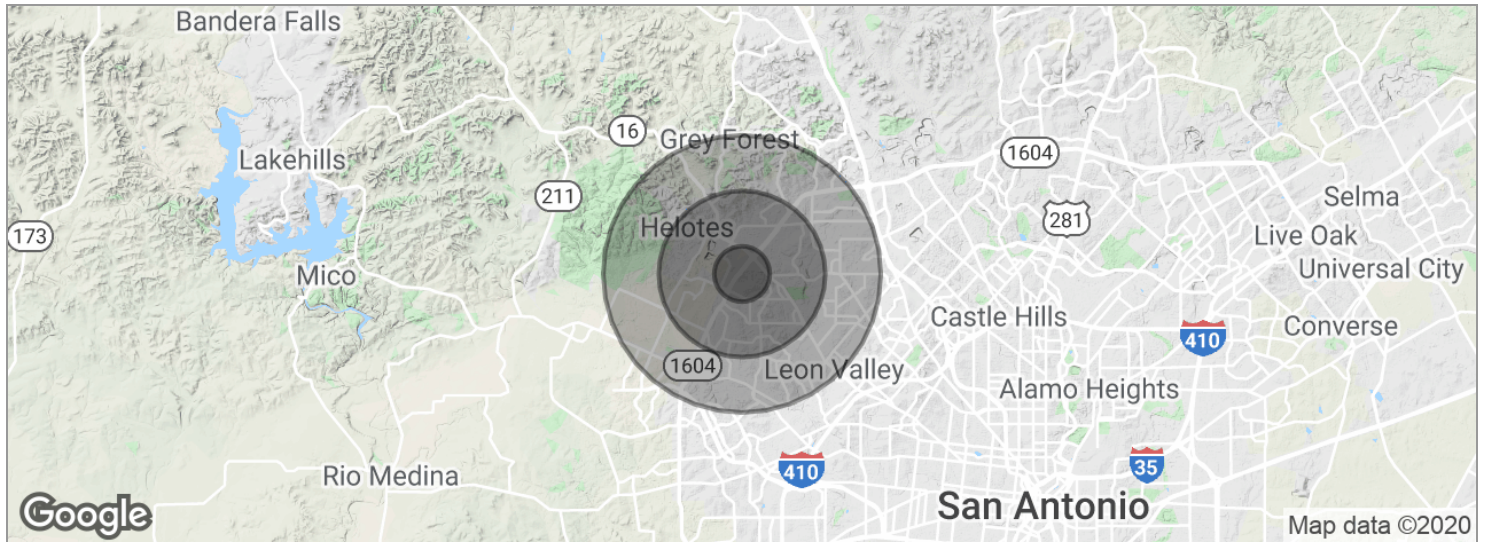 Bandera Falls
16
Grey Forest
1604
Lakehills
211
Selma
281
173
Helotes
Live Oak
Universal City
Mico
Castle Hills
Converse
410
1604
Leon Valley
Alamo Heights
410
35
Rio Medina
San Antonio
Google
Map data ©2020